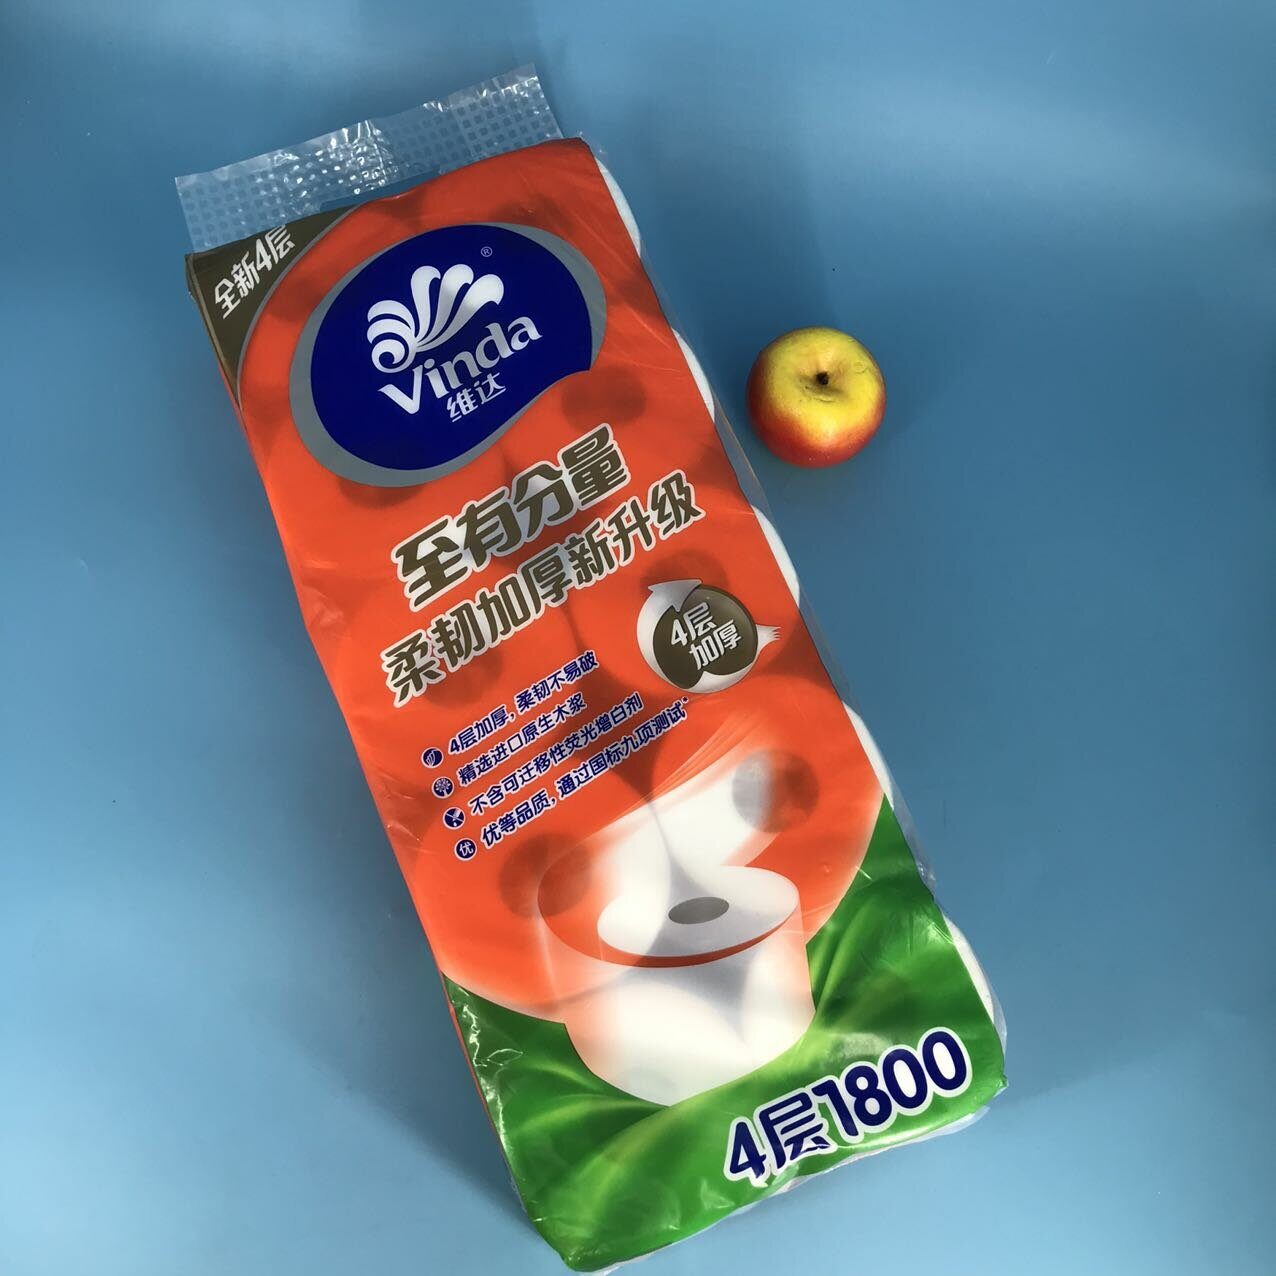 全新4层
®
Vinda
维达
至有分量
柔韧加厚新升级
4层
加厚
4层加厚,柔韧不易破
精选进口原生木浆
不含可迁移性荧光增白剂
优 优等品质,通过国标九项测试*
4层1800